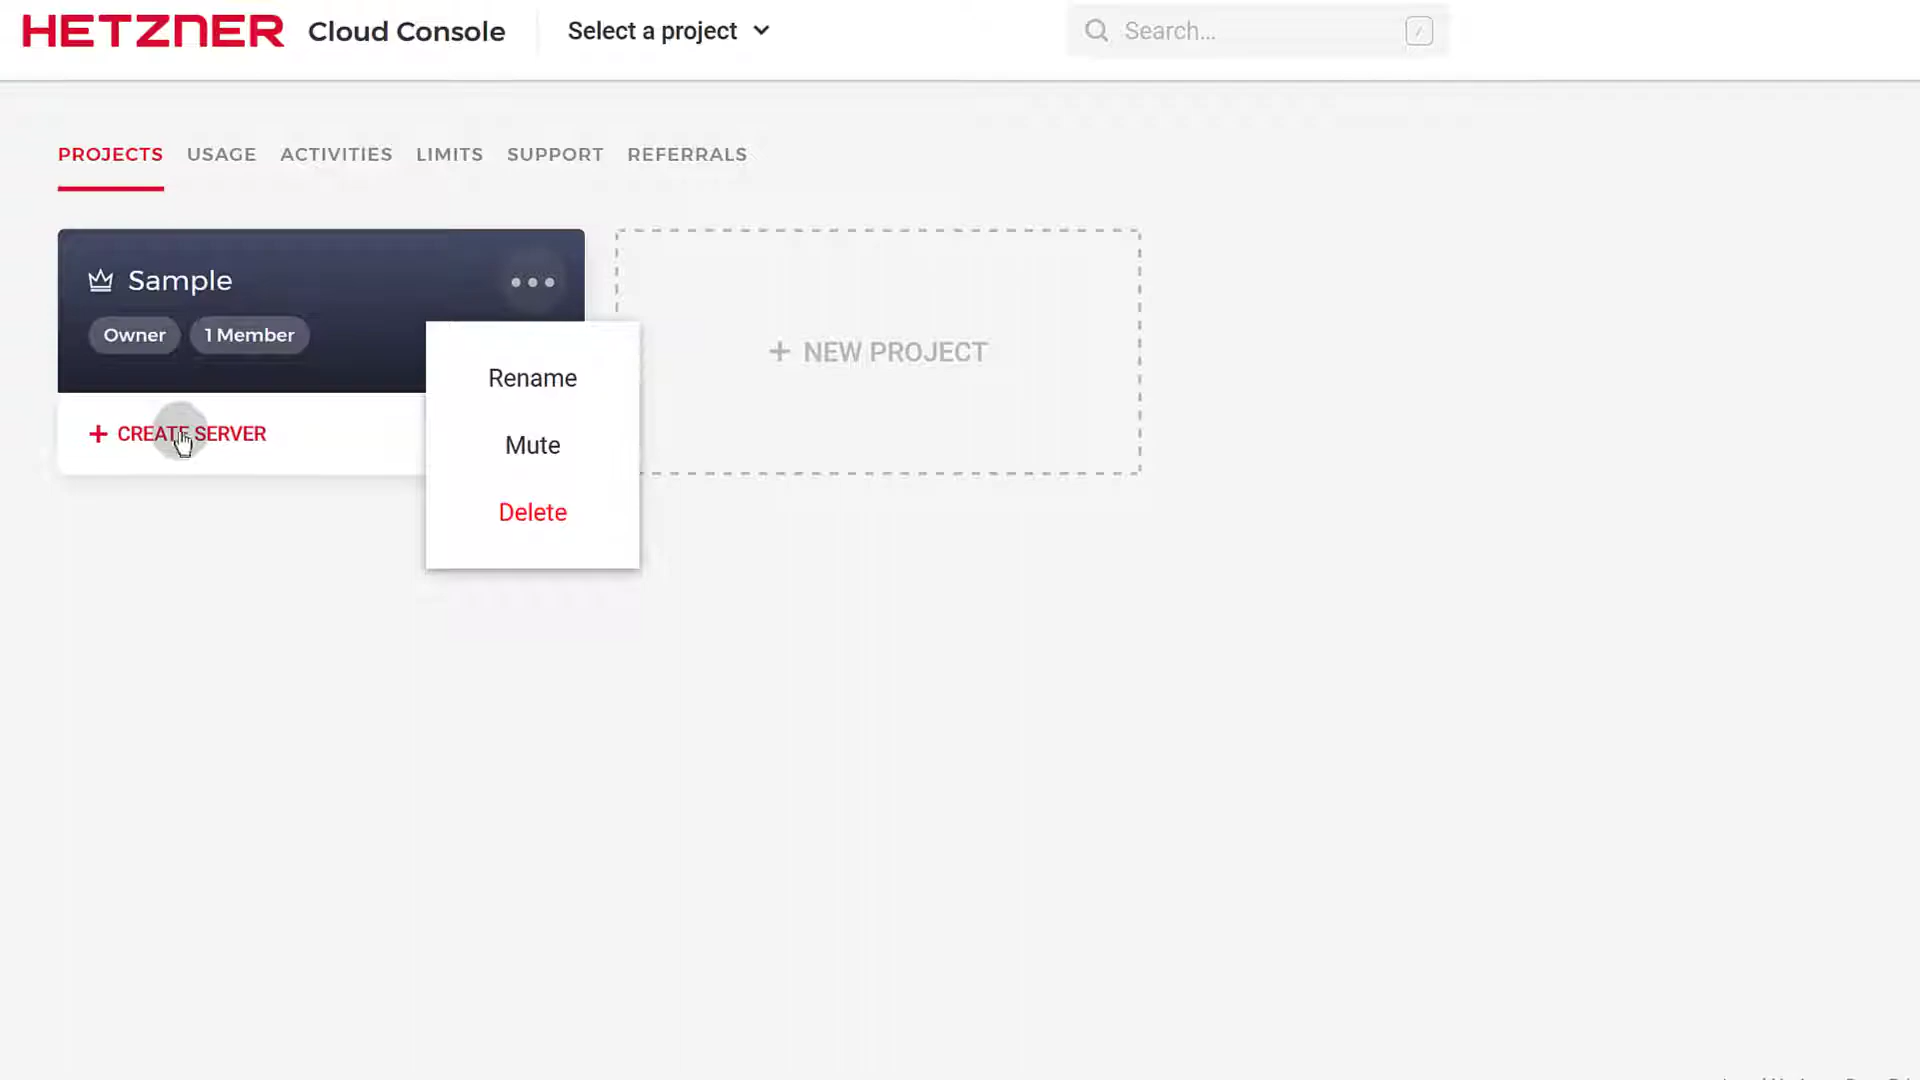 HETZNER Cloud Console Select a project Search... /
PROJECTS USAGE ACTIVITIES LIMITS SUPPORT REFERRALS
Sample
Owner 1 Member
+ CREATE SERVER
Rename
Mute
Delete
+ NEW PROJECT